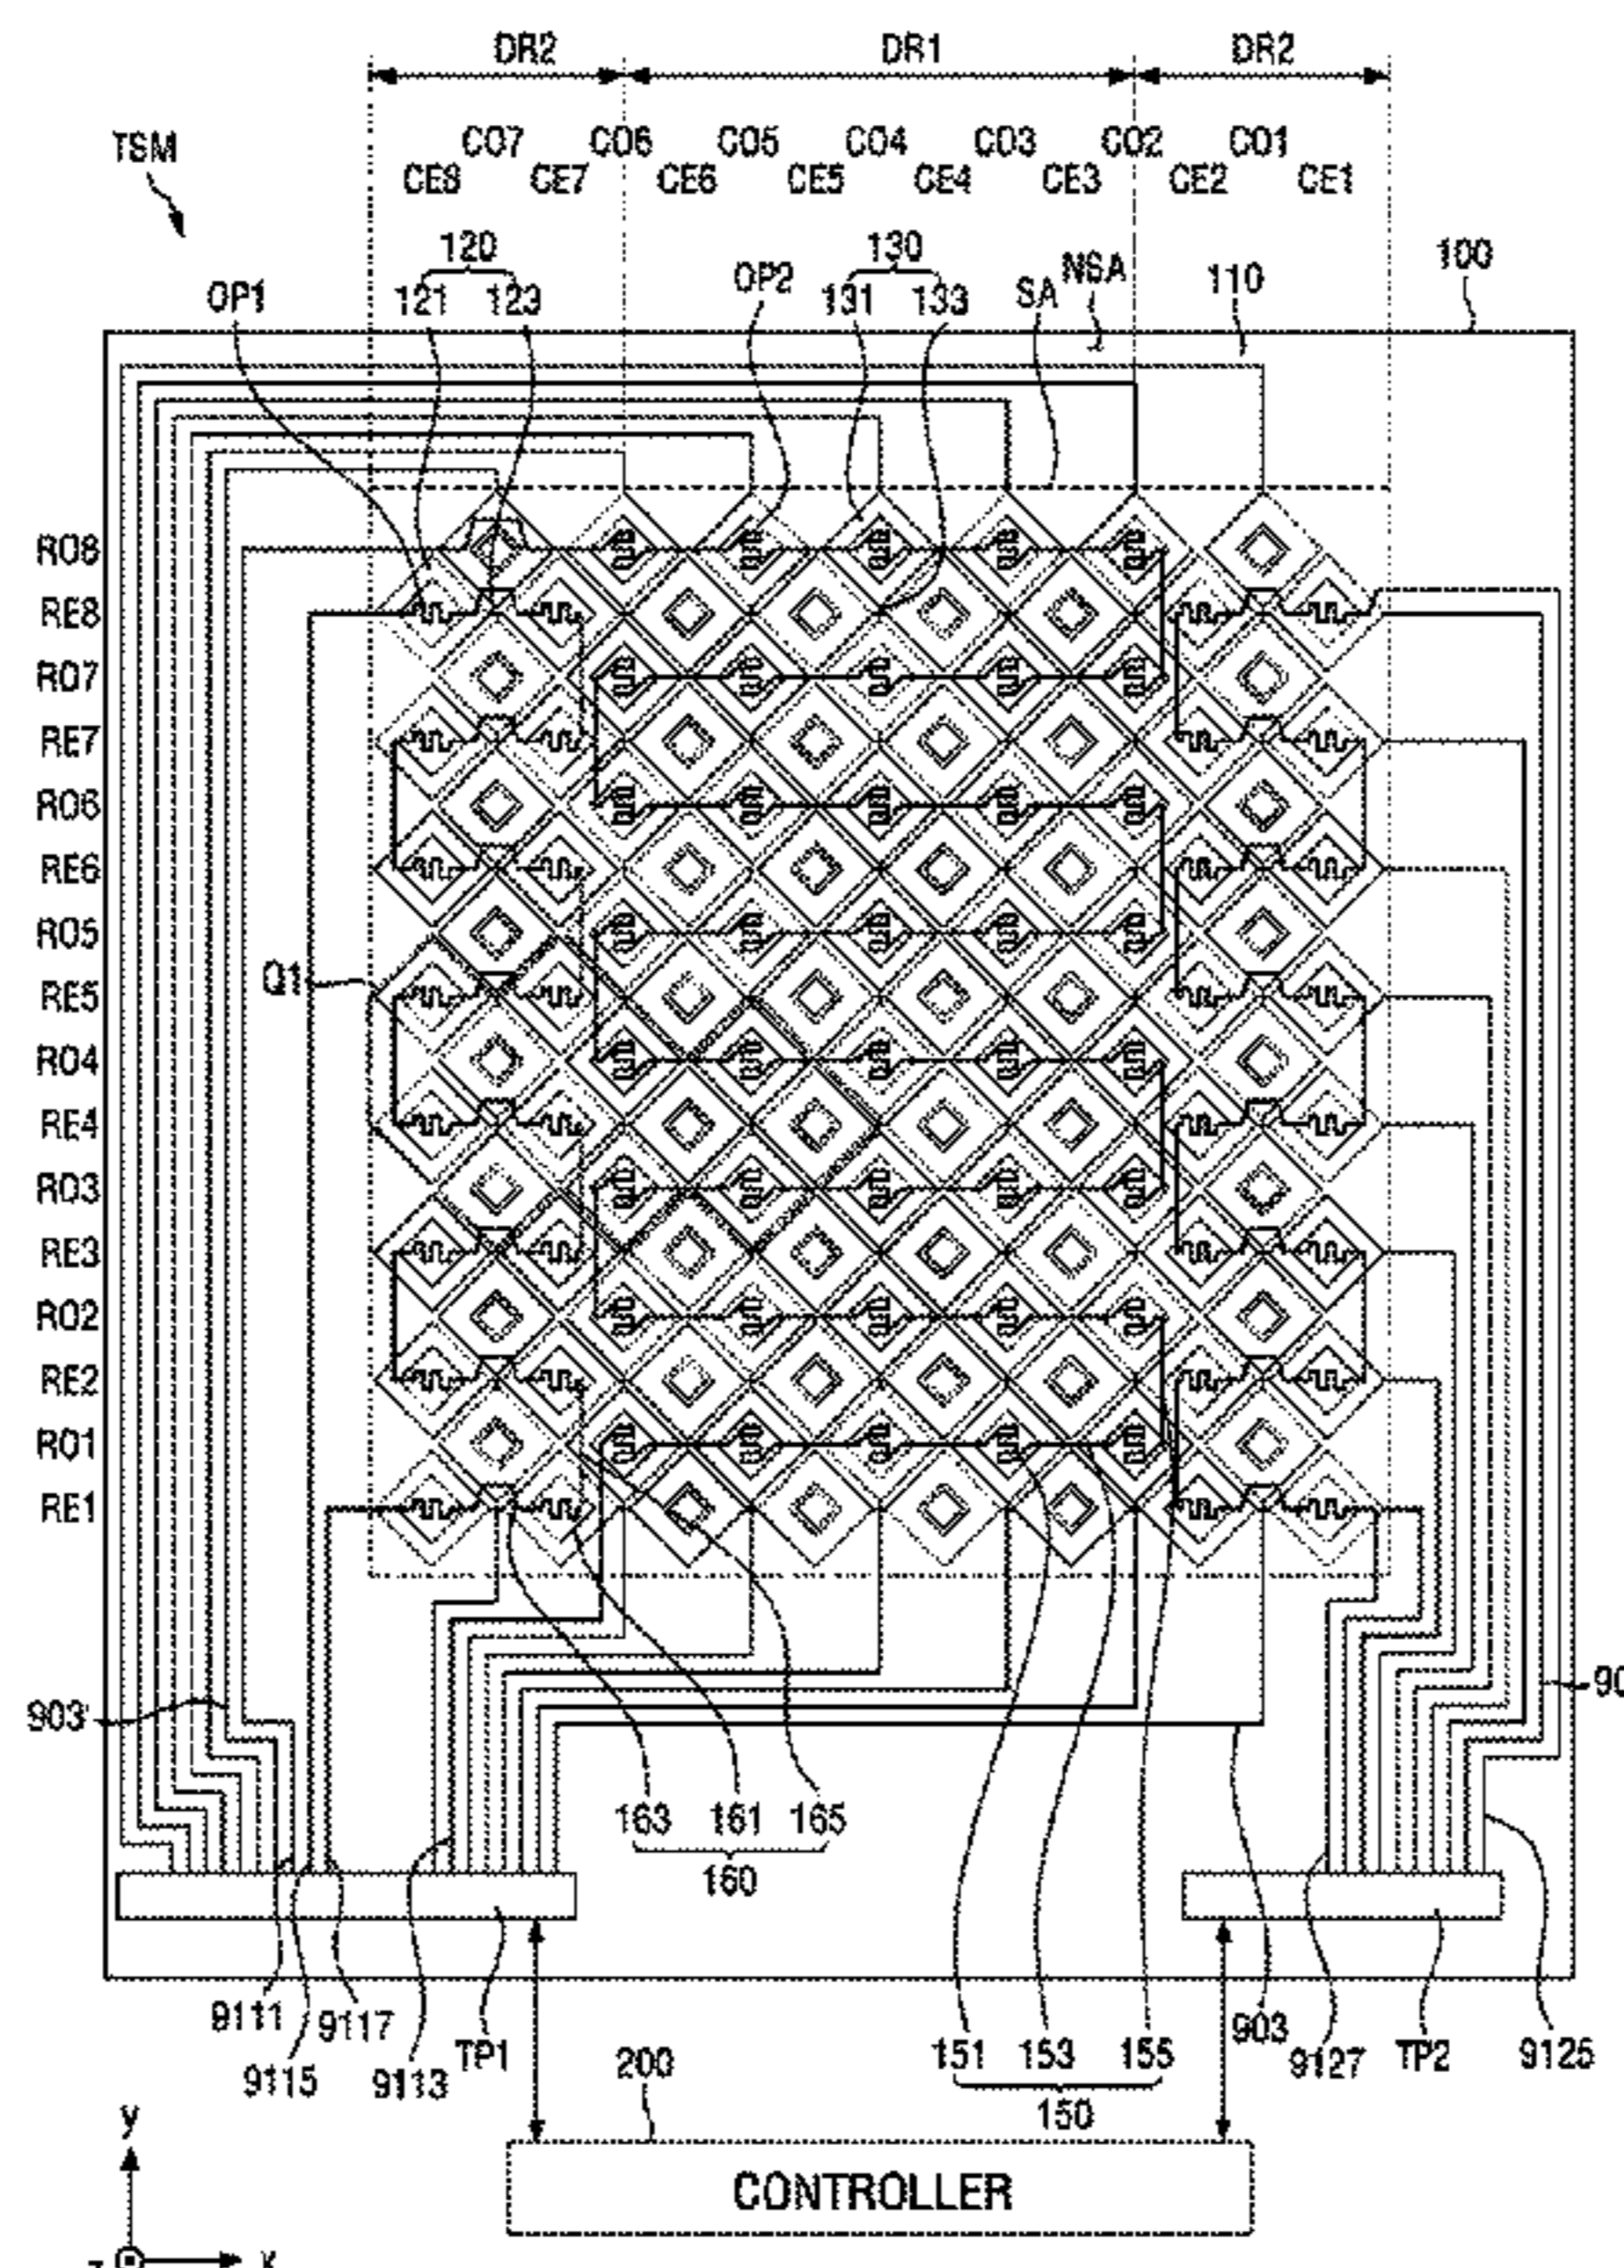 DR2 DR1 DR2
TSM
CO7 CO6 CO5 CO4 CO3 CO2 CO1
CE8 CE7 CE6 CE5 CE4 CE3 CE2 CE1
120 130
OP1 121 123 OP2 131 133 SA NSA 110 100
RO8
RE8
RO7
RE7
RO6
RE6
RO5
Q1
RE5
RO4
RE4
RO3
RE3
RO2
RE2
RO1
RE1
903'
163 161 165
160
9111 9117
9115 9113 TP1
200
151 153 155
150
903 9127 TP2 9125
CONTROLLER
y
x